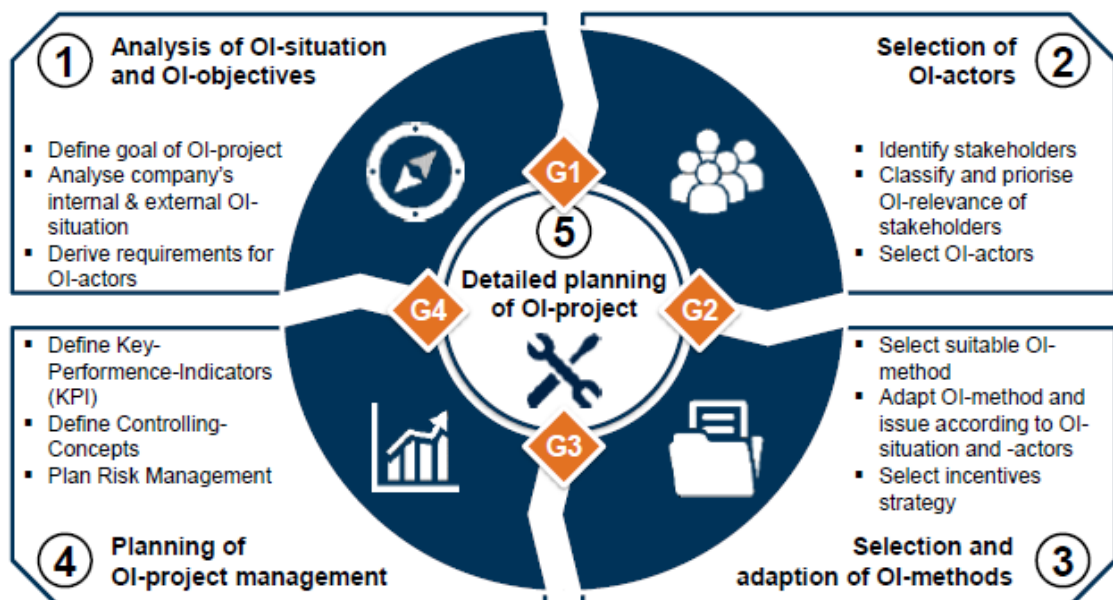 1
Analysis of OI-situation
and OI-objectives
▪ Define goal of OI-project
▪ Analyse company's
internal & external OI-
situation
▪ Derive requirements for
OI-actors
Selection of
OI-actors
2
▪ Identify stakeholders
▪ Classify and priorise
OI-relevance of
stakeholders
▪ Select OI-actors
G1
5
Detailed planning
of OI-project
G4
G2
G3
▪ Define Key-
Performence-Indicators
(KPI)
▪ Define Controlling-
Concepts
▪ Plan Risk Management
4
Planning of
OI-project management
▪ Select suitable OI-
method
▪ Adapt OI-method and
issue according to OI-
situation and -actors
▪ Select incentives
strategy
Selection and
adaption of OI-methods
3